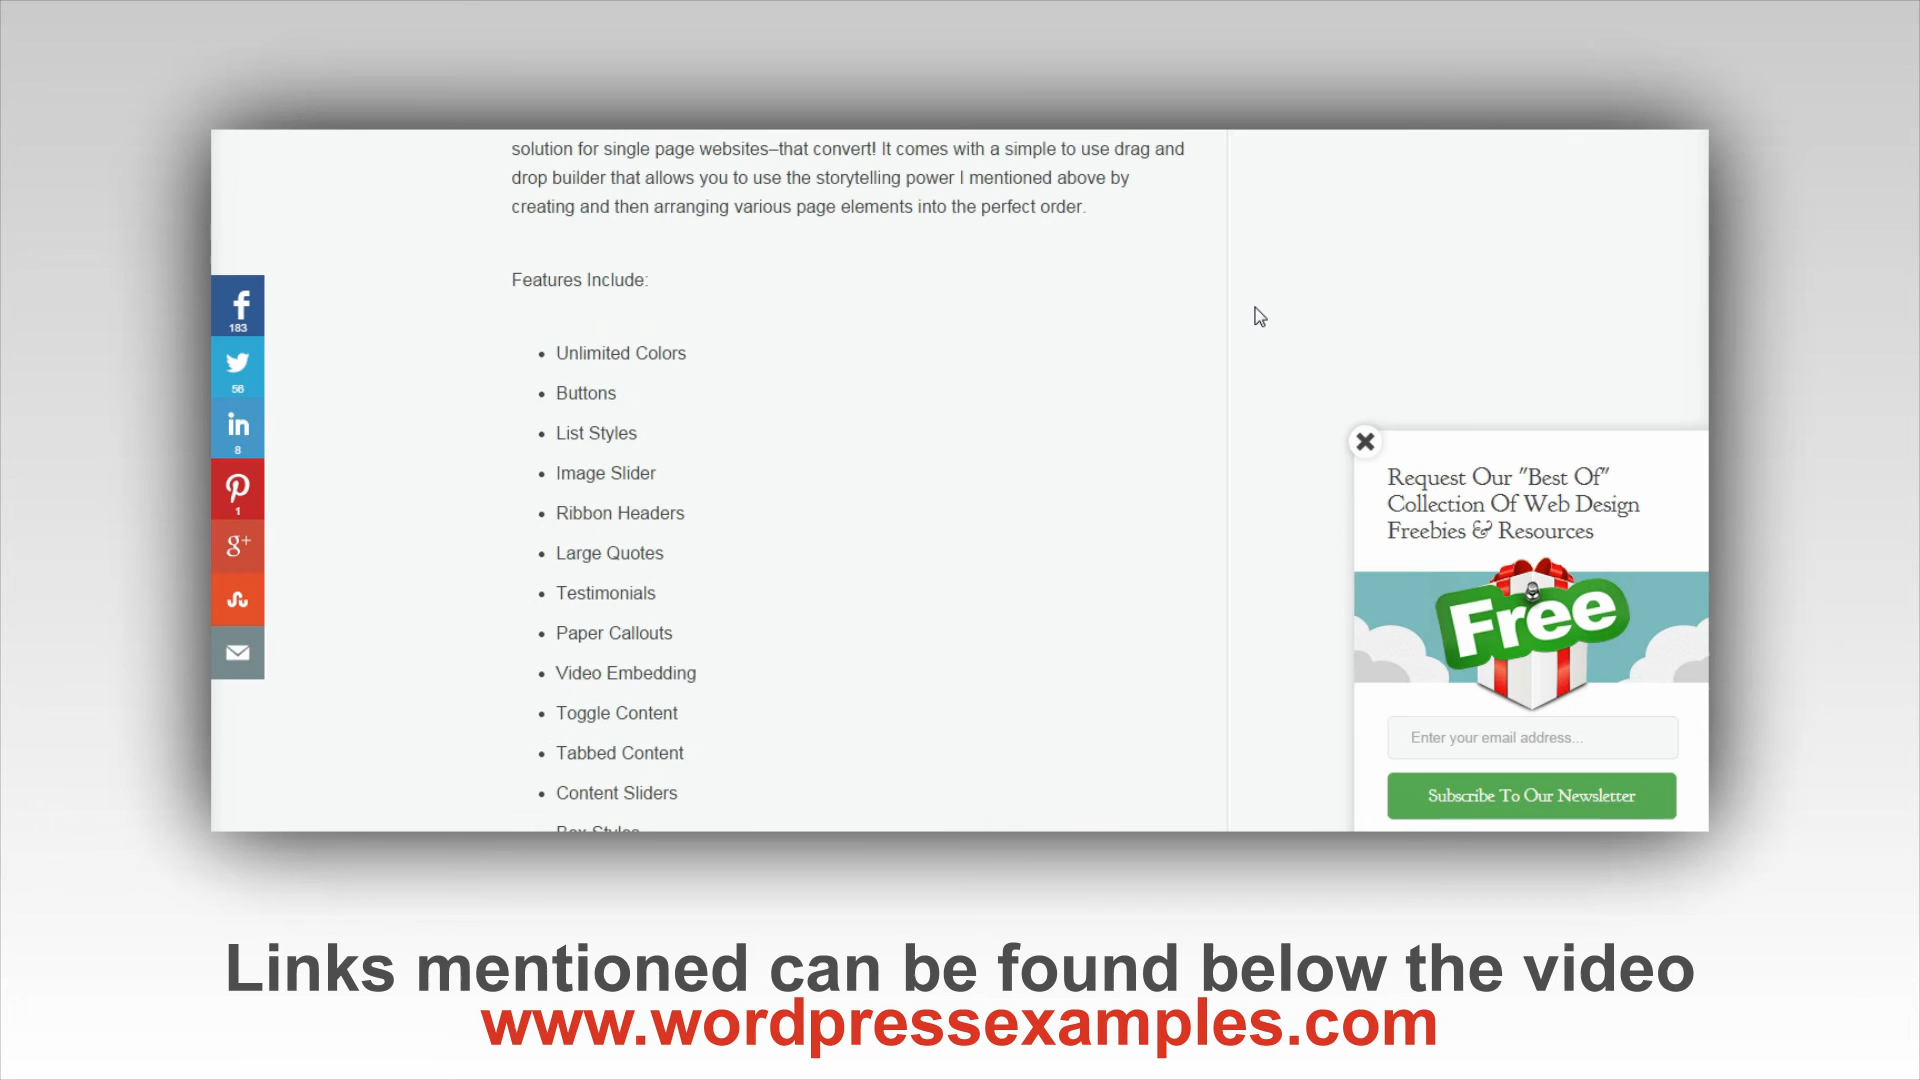 solution for single page websites–that convert! It comes with a simple to use drag and
drop builder that allows you to use the storytelling power I mentioned above by
creating and then arranging various page elements into the perfect order.
Features Include:
183
56
8
1
g+
Unlimited Colors
Buttons
List Styles
Image Slider
Ribbon Headers
Large Quotes
Testimonials
Paper Callouts
Video Embedding
Toggle Content
Tabbed Content
Content Sliders
Box Styles
Request Our "Best Of"
Collection Of Web Design
Freebies & Resources
Free
Enter your email address...
Subscribe To Our Newsletter
Links mentioned can be found below the video
www.wordpressexamples.com